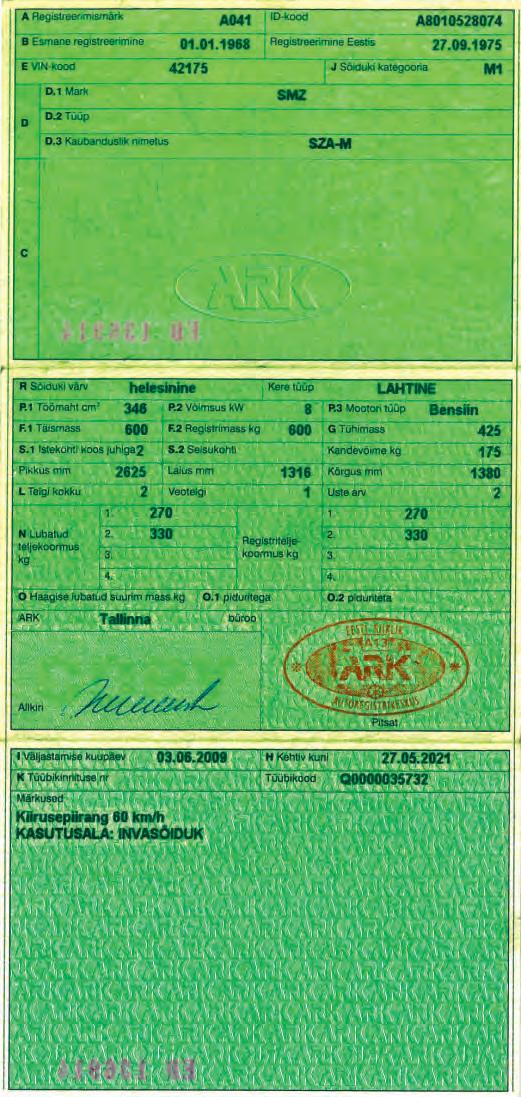 A Registreerimismärk A041 ID-kood A8010528074
B Esmane registreerimine 01.01.1968 Registreerimine Eestis 27.09.1975
E VIN-kood 42175 J Sõiduki kategooria M1
D
D.1 Mark SMZ
D.2 Tüüp
D.3 Kaubanduslik nimetus SZA-M
C
ARK
R Sõiduki värv helesinine Kere tüüp LAHTINE
P.1 Töömaht cm³ 346 P.2 Võimsus kW 8 P.3 Mootori tüüp Bensiin
F.1 Täismass 600 F.2 Registrimass kg 600 G Tühimass 425
S.1 Istekohti koos juhiga 2 S.2 Seisukohti Kandevõime kg 175
Pikkus mm 2625 Laius mm 1316 Kõrgus mm 1380
L Telgi kokku 2 Veotelgi 1 Uste arv 2
N Lubatud teljekoormus kg
1. 270
2. 330
3.
4.
Registritelje-
koormus kg
1. 270
2. 330
3.
4.
O Haagise lubatud suurim mass kg O.1 piduritega O.2 piduriteta
ARK Tallinna büroo
EESTI RIIKLIK
ARK
AUTOREGISTRIKESKUS
Allkiri
Pitsat
I Väljastamise kuupäev 03.06.2009 H Kehtiv kuni 27.05.2021
K Tüübikinnituse nr Tüübikood Q0000035732
Märkused
Kiirusepiirang 60 km/h
KASUTUSALA: INVASÕIDUK